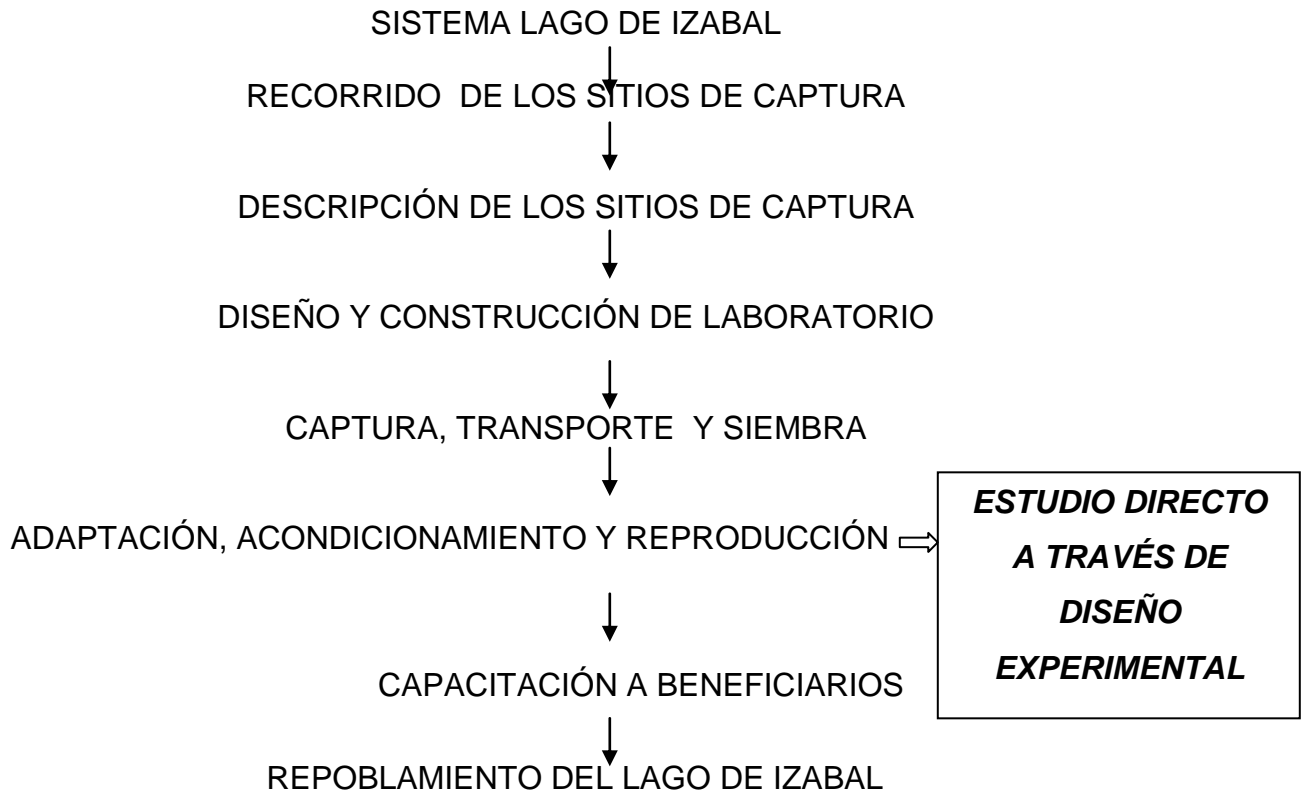 SISTEMA LAGO DE IZABAL
RECORRIDO DE LOS SITIOS DE CAPTURA
DESCRIPCIÓN DE LOS SITIOS DE CAPTURA
DISEÑO Y CONSTRUCCIÓN DE LABORATORIO
CAPTURA, TRANSPORTE Y SIEMBRA
ADAPTACIÓN, ACONDICIONAMIENTO Y REPRODUCCIÓN
ESTUDIO DIRECTO
A TRAVÉS DE
DISEÑO
EXPERIMENTAL
CAPACITACIÓN A BENEFICIARIOS
REPOBLAMIENTO DEL LAGO DE IZABAL